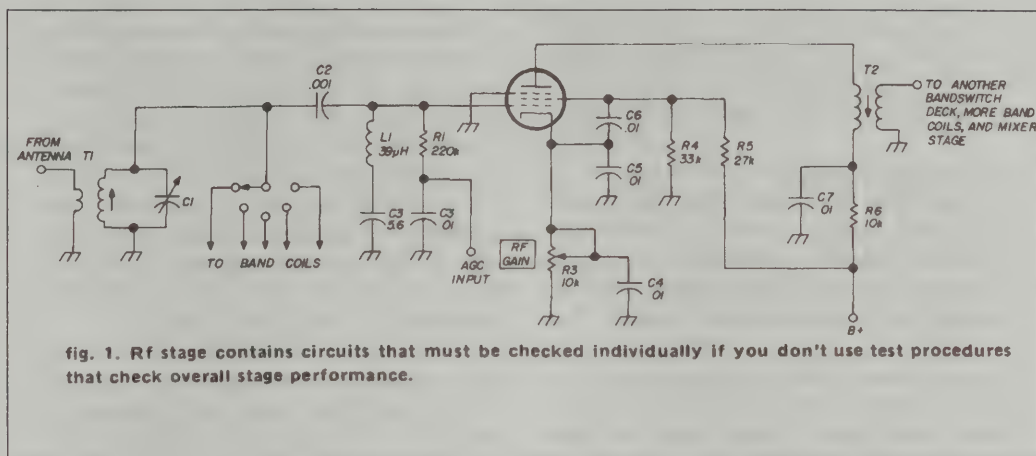 FROM
ANTENNA T1
C1
TO BAND COILS
C2
.001
L1
39µH
R1
220k
C3
5.6
C3
.01
AGC
INPUT
RF
GAIN
R3
10k
C4
.01
C6
.01
C5
.01
R4
33k
R5
27k
T2
C7
.01
R6
10k
B+
TO ANOTHER
BANDSWITCH
DECK, MORE BAND
COILS, AND MIXER
STAGE
fig. 1. Rf stage contains circuits that must be checked individually if you don't use test procedures
that check overall stage performance.